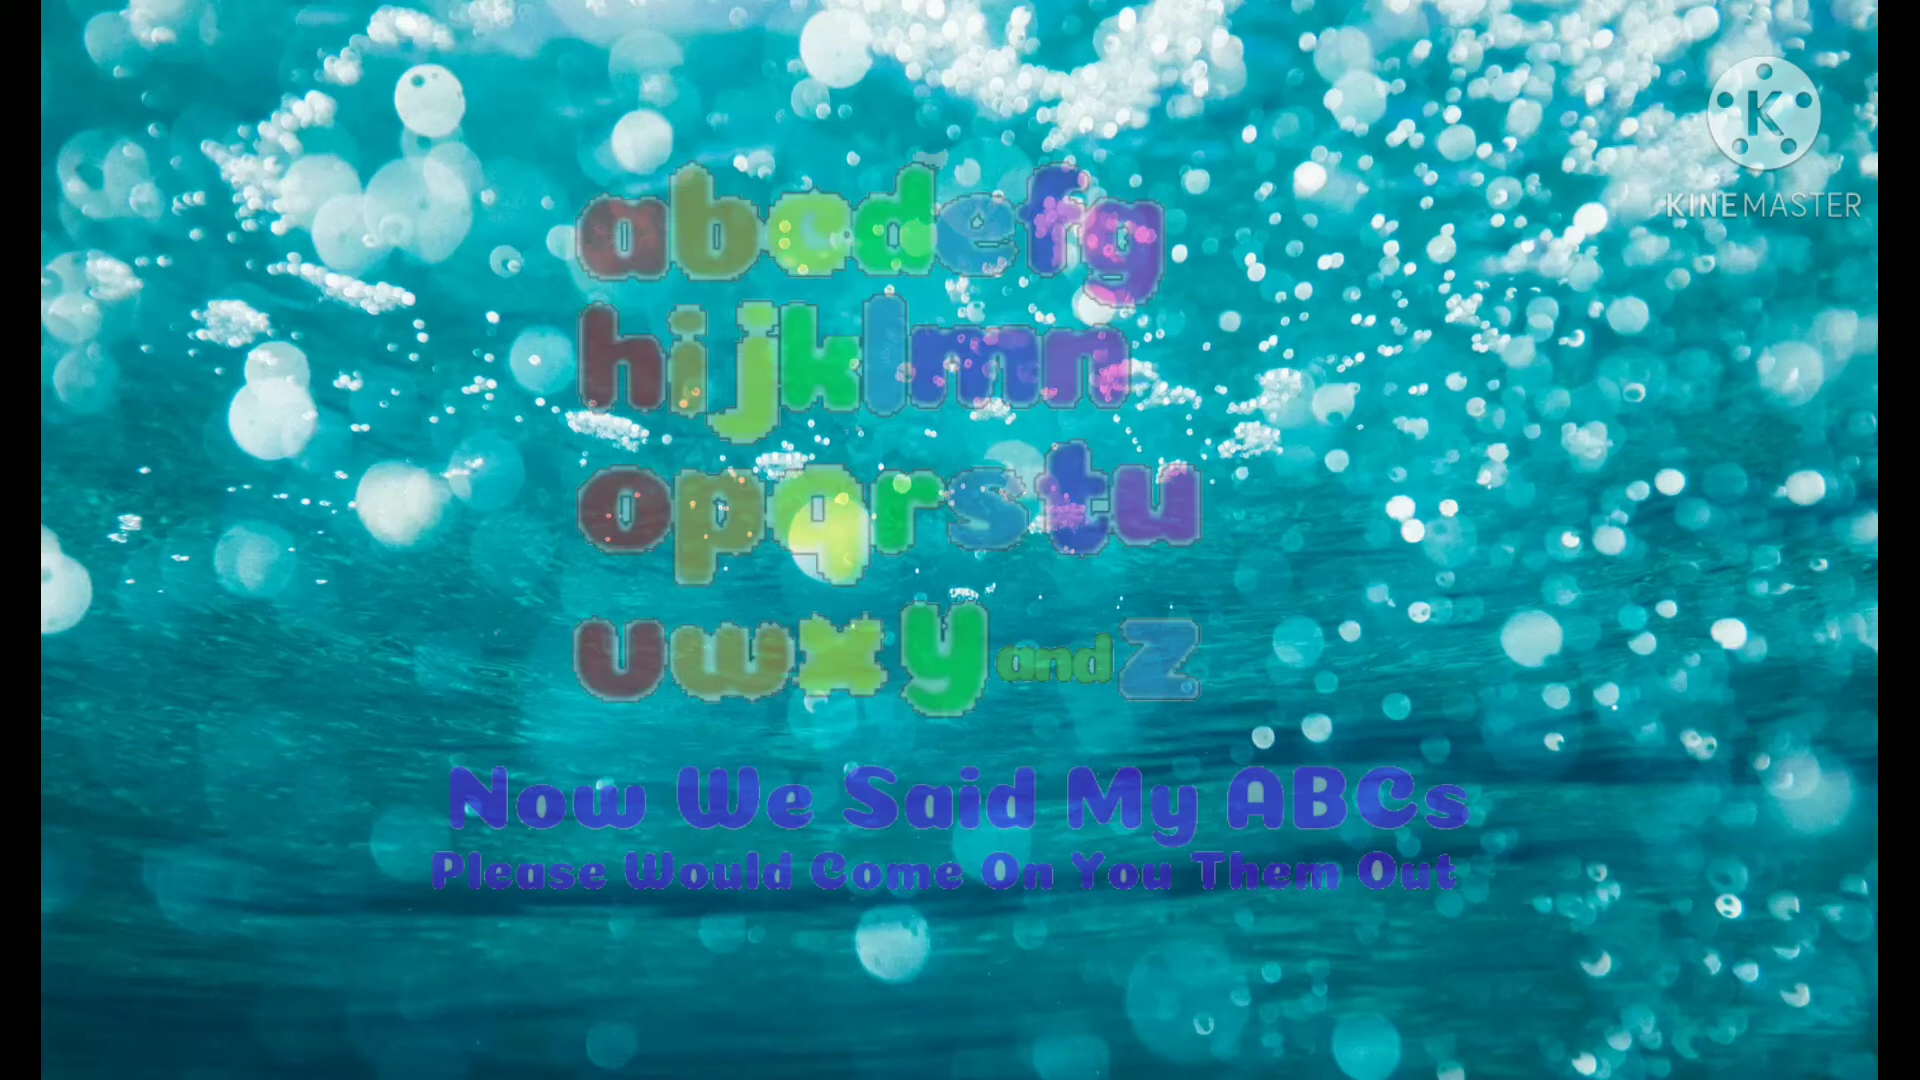 K
KINEMASTER
abcdefg
hijklmn
opqrstu
uwxy and z
Now We Said My ABCs
Please Would Come On You Them Out